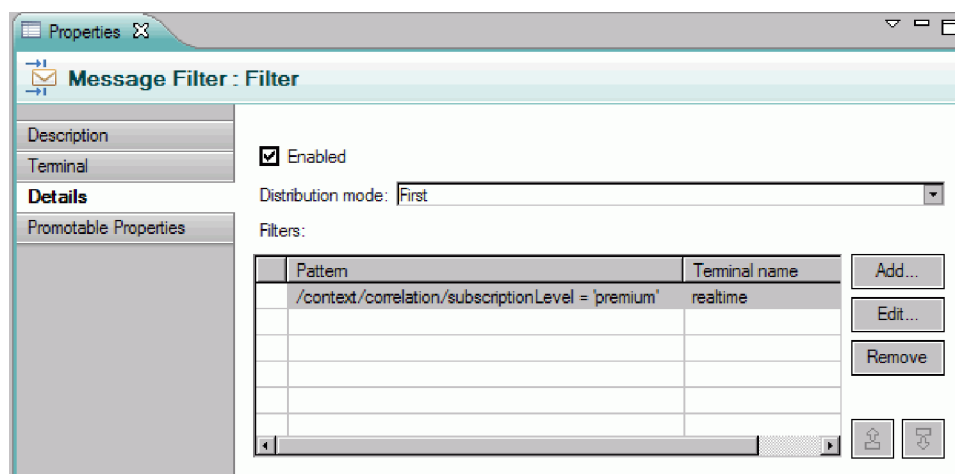 Properties
Message Filter : Filter
Description
Terminal
Details
Promotable Properties
Enabled
Distribution mode: First
Filters:
Pattern Terminal name
/context/correlation/subscriptionLevel = 'premium' realtime
Add...
Edit...
Remove